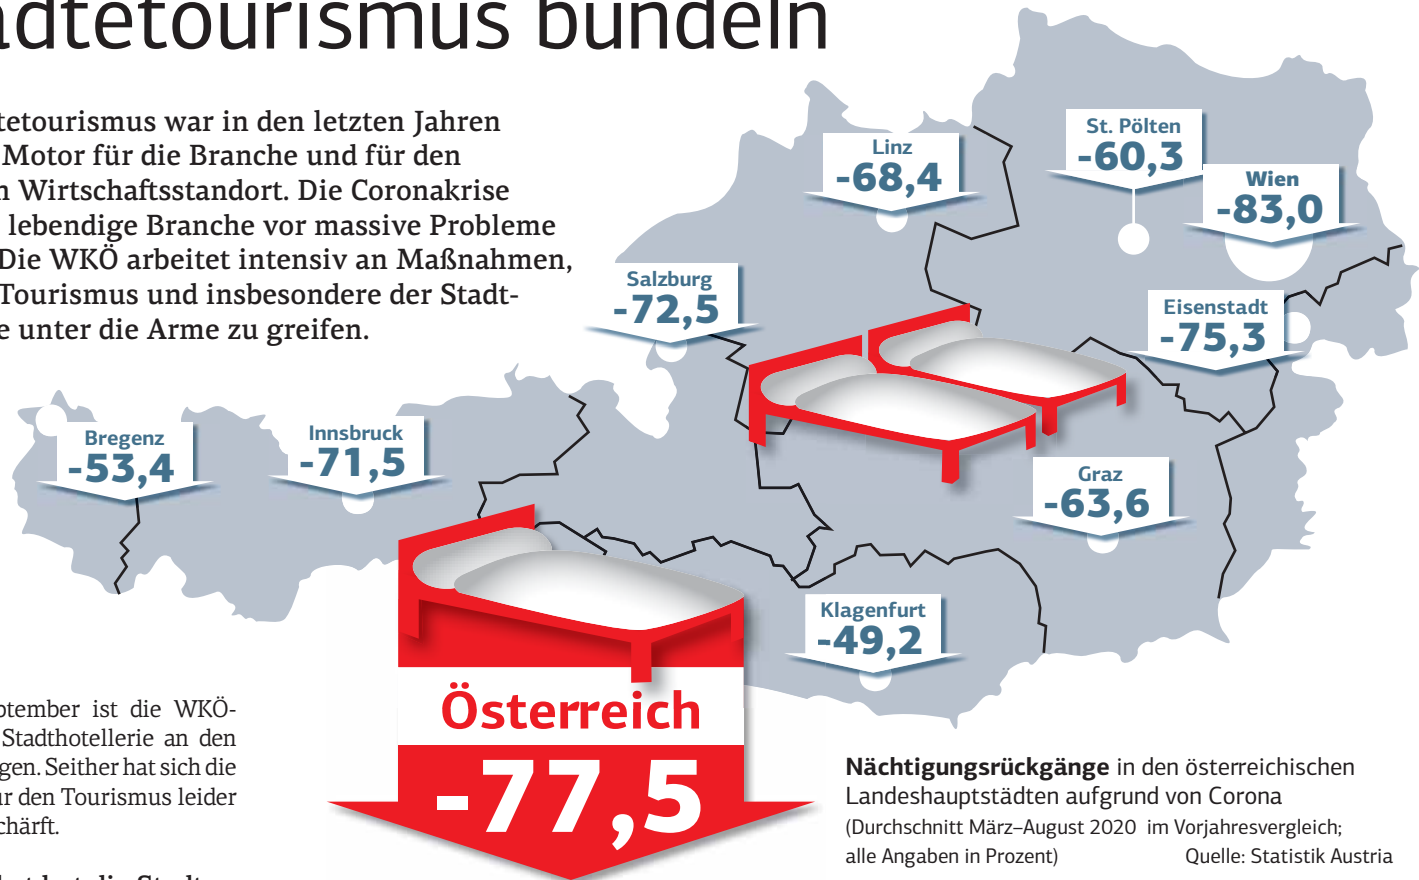 ädtetourismus bündeln
tetourismus war in den letzten Jahren
Motor für die Branche und für den
n Wirtschaftsstandort. Die Coronakrise
lebendige Branche vor massive Probleme
Die WKÖ arbeitet intensiv an Maßnahmen,
Tourismus und insbesondere der Stadt-
e unter die Arme zu greifen.
Linz
-68,4
St. Pölten
-60,3
Wien
-83,0
Salzburg
-72,5
Eisenstadt
-75,3
Bregenz
-53,4
Innsbruck
-71,5
Graz
-63,6
Klagenfurt
-49,2
Österreich
-77,5
ptember ist die WKÖ-
Stadthotellerie an den
gen. Seither hat sich die
ür den Tourismus leider
chärft.
Nächtigungsrückgänge in den österreichischen
Landeshauptstädten aufgrund von Corona
(Durchschnitt März–August 2020 im Vorjahresvergleich;
alle Angaben in Prozent) Quelle: Statistik Austria